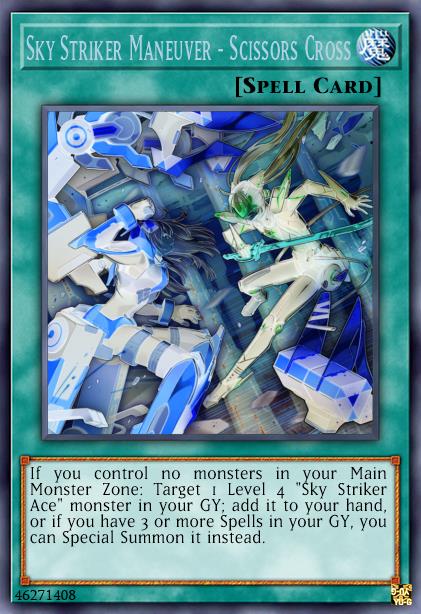 Sky Striker Maneuver - Scissors Cross
魔
[Spell Card]
If you control no monsters in your Main
Monster Zone: Target 1 Level 4 "Sky Striker
Ace" monster in your GY; add it to your hand,
or if you have 3 or more Spells in your GY, you
can Special Summon it instead.
46271408